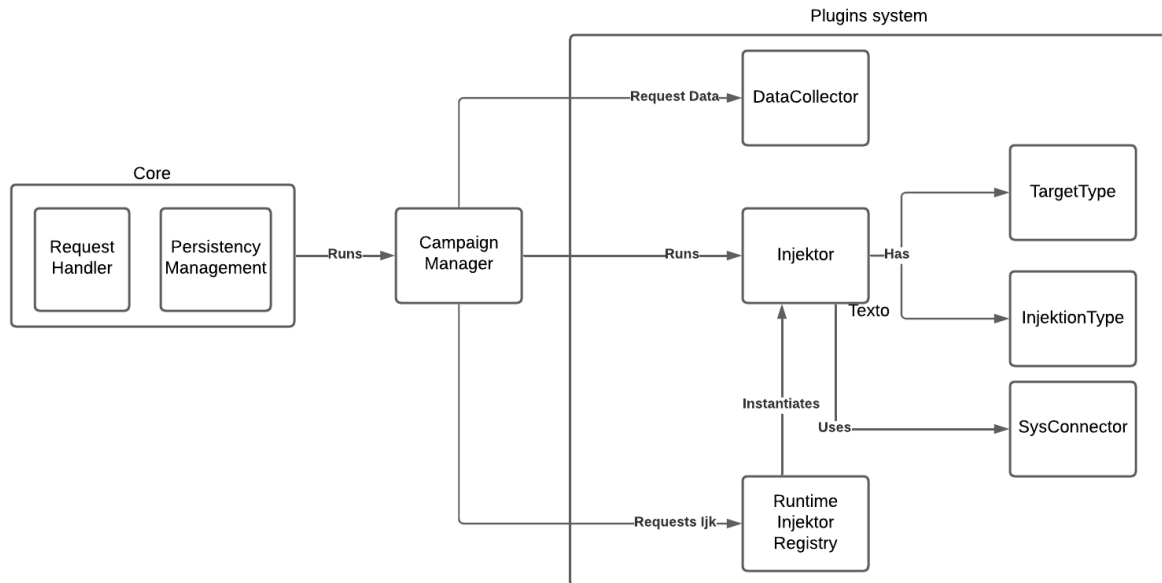 Plugins system
Request Data
DataCollector
Core
TargetType
Request
Handler
Persistency
Management
Runs
Campaign
Manager
Runs
Injektor
Has
Texto
InjektionType
Instantiates
Uses
SysConnector
Requests Ijk
Runtime
Injektor
Registry